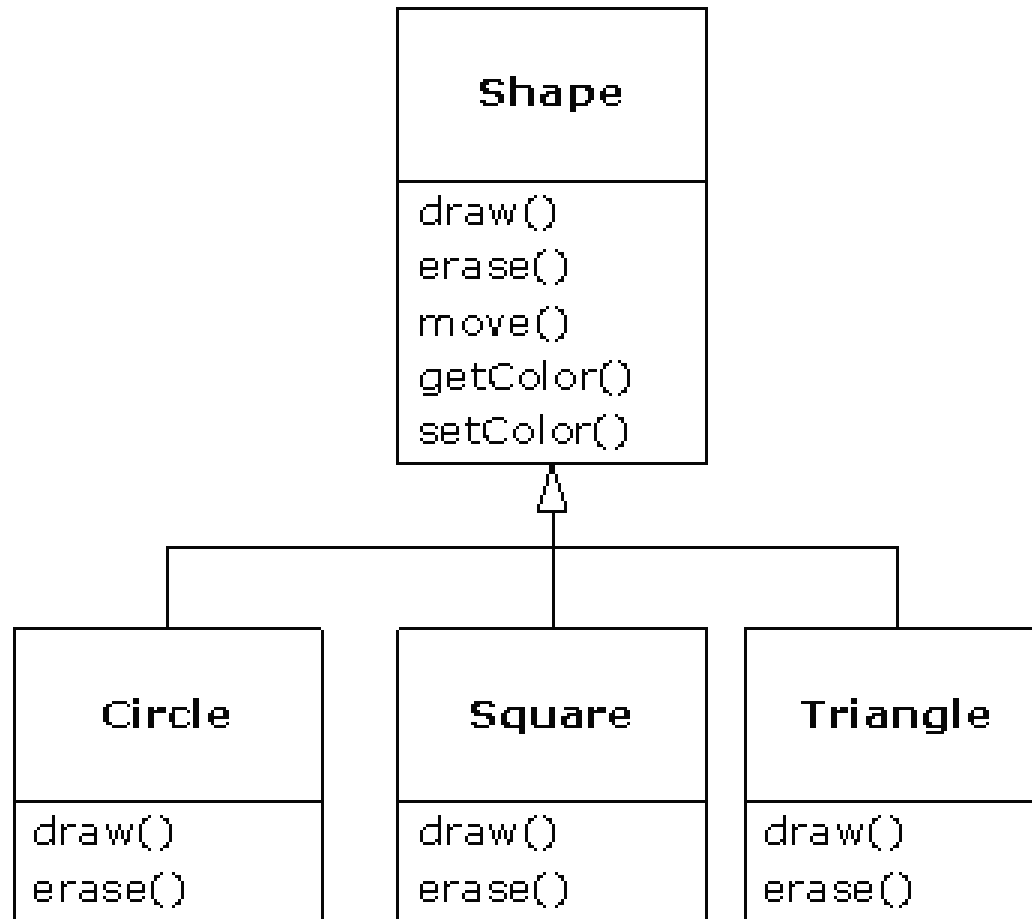 Shape
draw()
erase()
move()
getColor()
setColor()
Circle
draw()
erase()
Square
draw()
erase()
Triangle
draw()
erase()